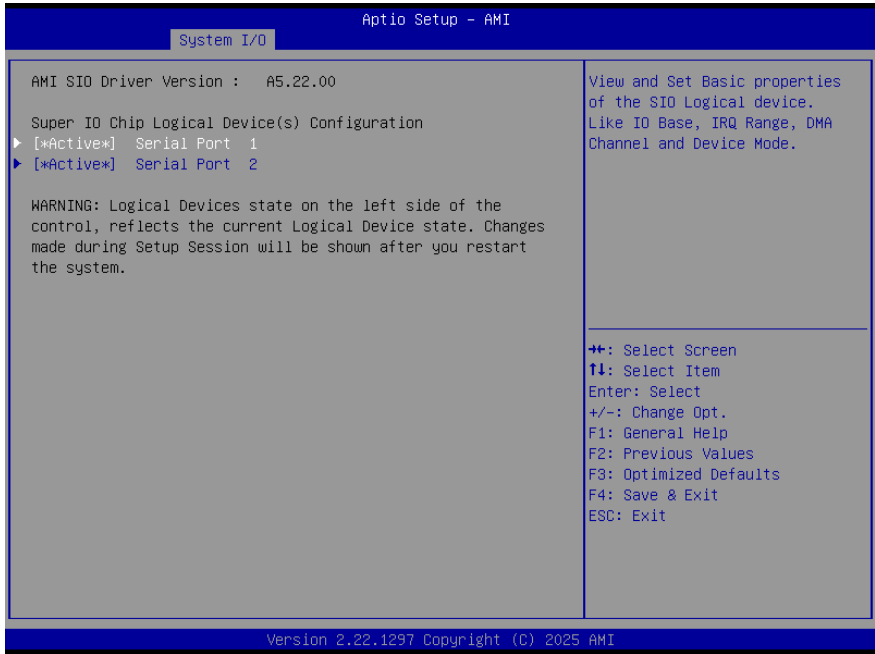 Aptio Setup - AMI
System I/O
AMI SIO Driver Version :   A5.22.00
Super IO Chip Logical Device(s) Configuration
[*Active*]  Serial Port  1
[*Active*]  Serial Port  2
WARNING: Logical Devices state on the left side of the
control, reflects the current Logical Device state. Changes
made during Setup Session will be shown after you restart
the system.
View and Set Basic properties
of the SIO Logical device.
Like IO Base, IRQ Range, DMA
Channel and Device Mode.
→←: Select Screen
↑↓: Select Item
Enter: Select
+/-: Change Opt.
F1: General Help
F2: Previous Values
F3: Optimized Defaults
F4: Save & Exit
ESC: Exit
Version 2.22.1297 Copyright (C) 2025 AMI